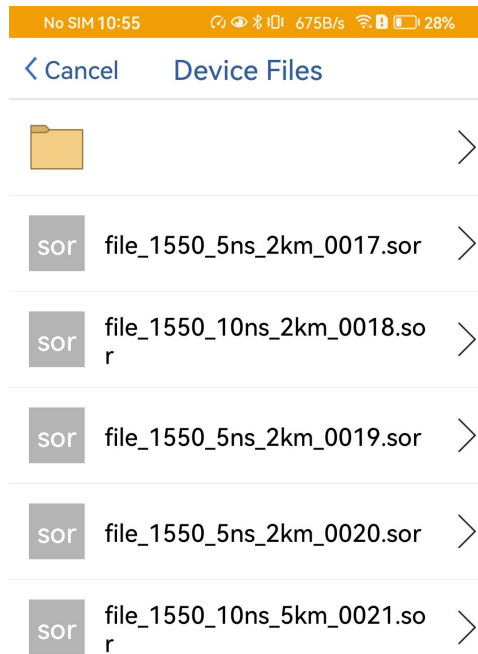 No SIM 10:55 675B/s 28%
Cancel Device Files
sor file_1550_5ns_2km_0017.sor
sor file_1550_10ns_2km_0018.so
r
sor file_1550_5ns_2km_0019.sor
sor file_1550_5ns_2km_0020.sor
sor file_1550_10ns_5km_0021.so
r